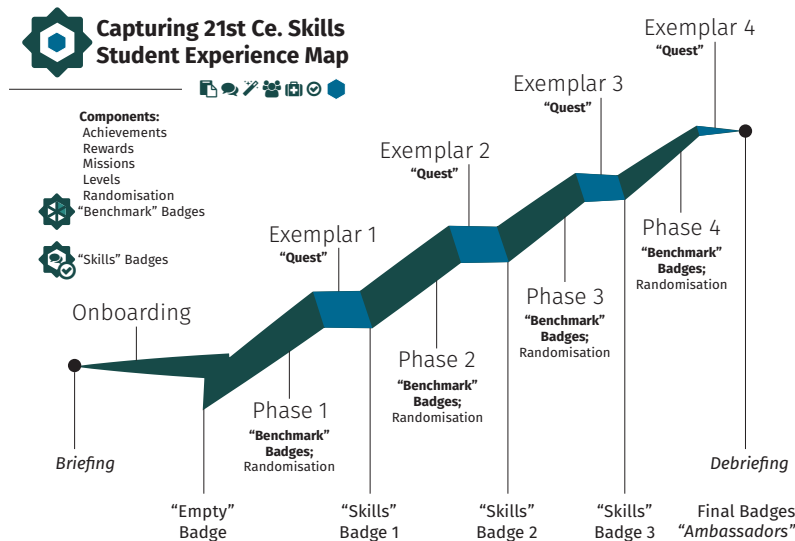 Capturing 21st Ce. Skills
Student Experience Map
Components:
Achievements
Rewards
Missions
Levels
Randomisation
“Benchmark” Badges
“Skills” Badges
Onboarding
Briefing
“Empty”
Badge
Phase 1
“Benchmark”
Badges;
Randomisation
Exemplar 1
“Quest”
“Skills”
Badge 1
Phase 2
“Benchmark”
Badges;
Randomisation
Exemplar 2
“Quest”
“Skills”
Badge 2
Phase 3
“Benchmark”
Badges;
Randomisation
Exemplar 3
“Quest”
“Skills”
Badge 3
Phase 4
“Benchmark”
Badges;
Randomisation
Exemplar 4
“Quest”
Debriefing
Final Badges
“Ambassadors”